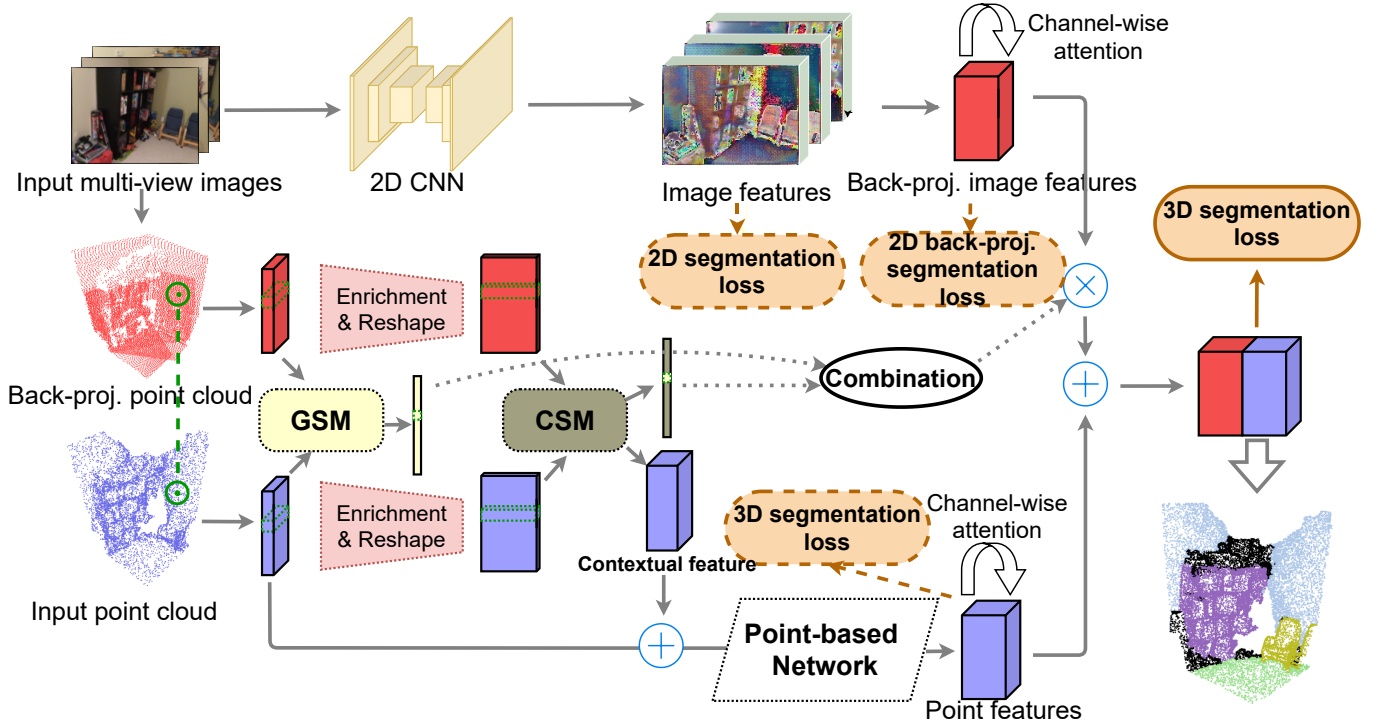 Channel-wise
attention
Input multi-view images
2D CNN
Image features
Back-proj. image features
3D segmentation
loss
2D segmentation
loss
2D back-proj.
segmentation
loss
Enrichment
& Reshape
Back-proj. point cloud
GSM
CSM
Combination
Enrichment
& Reshape
Contextual feature
3D segmentation
loss
Channel-wise
attention
Input point cloud
Point-based
Network
Point features